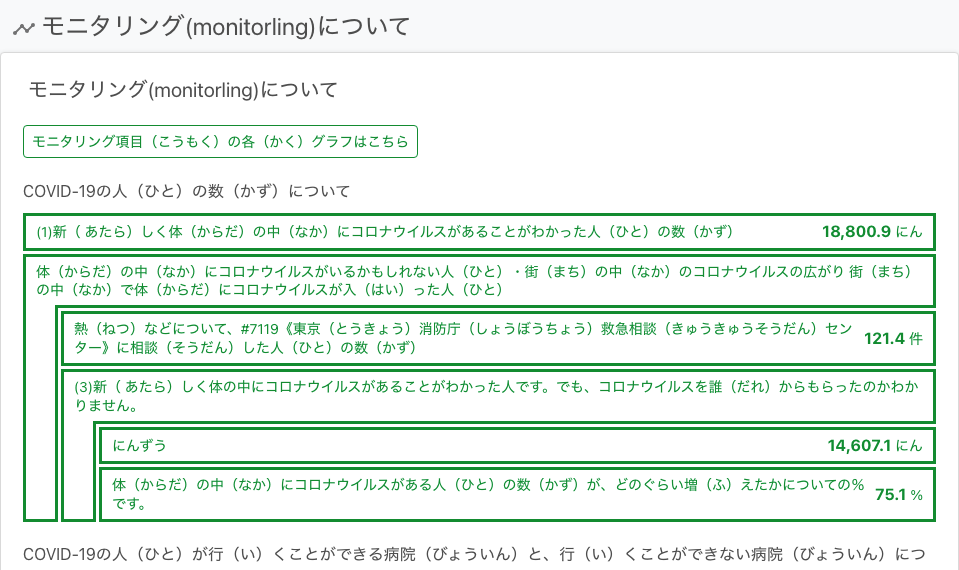 モニタリング(monitorling)について
モニタリング(monitorling)について
モニタリング項目（こうもく）の各（かく）グラフはこちら
COVID-19の人（ひと）の数（かず）について
(1)新（ あたら）しく体（からだ）の中（なか）にコロナウイルスがあることがわかった人（ひと）の数（かず） 18,800.9 にん
体（からだ）の中（なか）にコロナウイルスがいるかもしれない人（ひと）・街（まち）の中（なか）のコロナウイルスの広がり 街（まち）
の中（なか）で体（からだ）にコロナウイルスが入（はい）った人（ひと）
熱（ねつ）などについて、#7119《東京（とうきょう）消防庁（しょうぼうちょう）救急相談（きゅうきゅうそうだん）セン
ター》に相談（そうだん）した人（ひと）の数（かず） 121.4 件
(3)新（ あたら）しく体の中にコロナウイルスがあることがわかった人です。でも、コロナウイルスを誰（だれ）からもらったのかわか
りません。
にんずう 14,607.1 にん
体（からだ）の中（なか）にコロナウイルスがある人（ひと）の数（かず）が、どのぐらい増（ふ）えたかについての%
です。 75.1 %
COVID-19の人（ひと）が行（い）くことができる病院（びょういん）と、行（い）くことができない病院（びょういん）につ